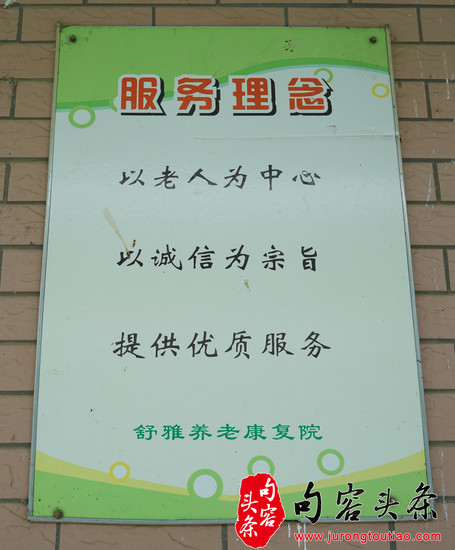 服务理念
以老人为中心
以诚信为宗旨
提供优质服务
舒雅养老康复院
句容头条
句容头条
www.jurongtoutiao.com